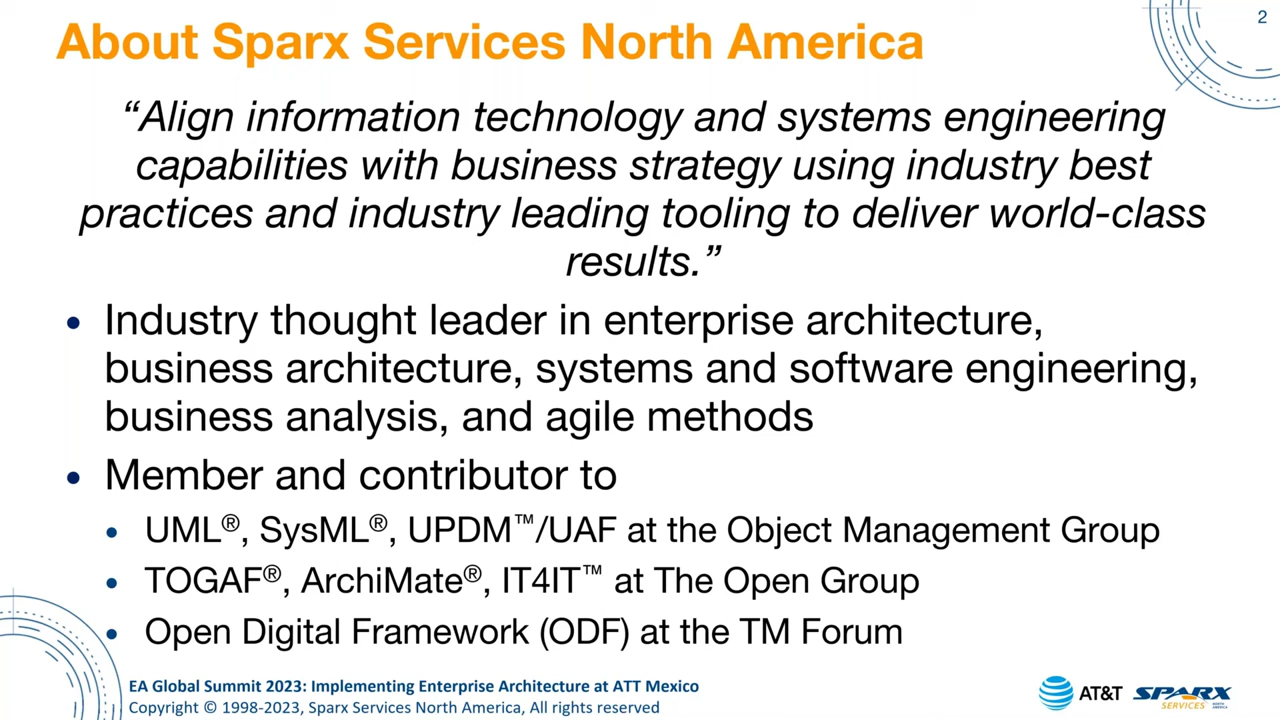 2
About Sparx Services North America
“Align information technology and systems engineering
capabilities with business strategy using industry best
practices and industry leading tooling to deliver world-class
results.”
• Industry thought leader in enterprise architecture,
business architecture, systems and software engineering,
business analysis, and agile methods
• Member and contributor to
• UML®, SysML®, UPDM™/UAF at the Object Management Group
• TOGAF®, ArchiMate®, IT4IT™ at The Open Group
• Open Digital Framework (ODF) at the TM Forum
EA Global Summit 2023: Implementing Enterprise Architecture at ATT Mexico
Copyright © 1998-2023, Sparx Services North America, All rights reserved
AT&T
SPARX
SERVICES
NORTH
AMERICA